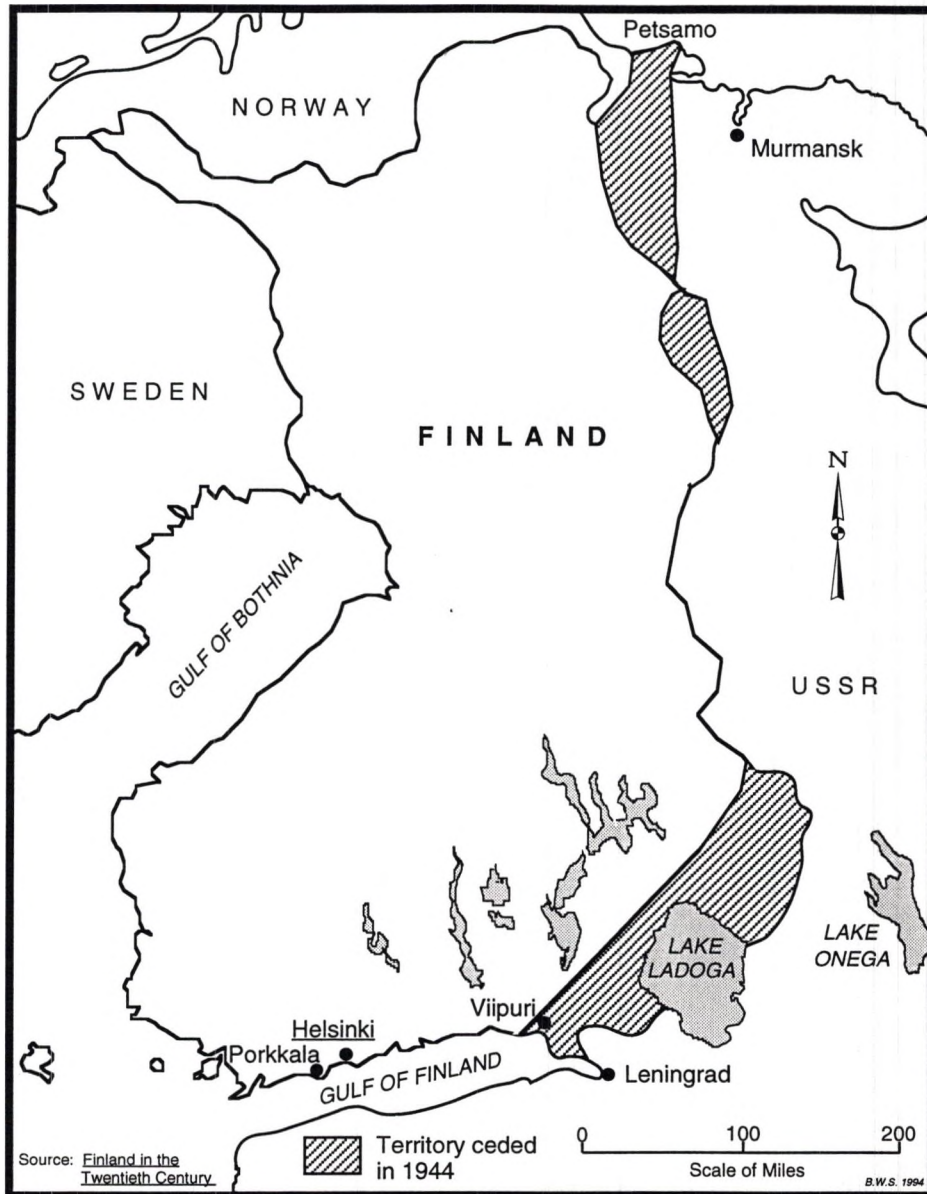 Petsamo
NORWAY
Murmansk
SWEDEN
FINLAND
N
GULF OF BOTHNIA
USSR
LAKE
ONEGA
LAKE
LADOGA
Viipuri
Helsinki
Porkkala
GULF OF FINLAND
Leningrad
Territory ceded
in 1944
0 100 200
Scale of Miles
Source: Finland in the
Twentieth Century
B.W.S. 1994